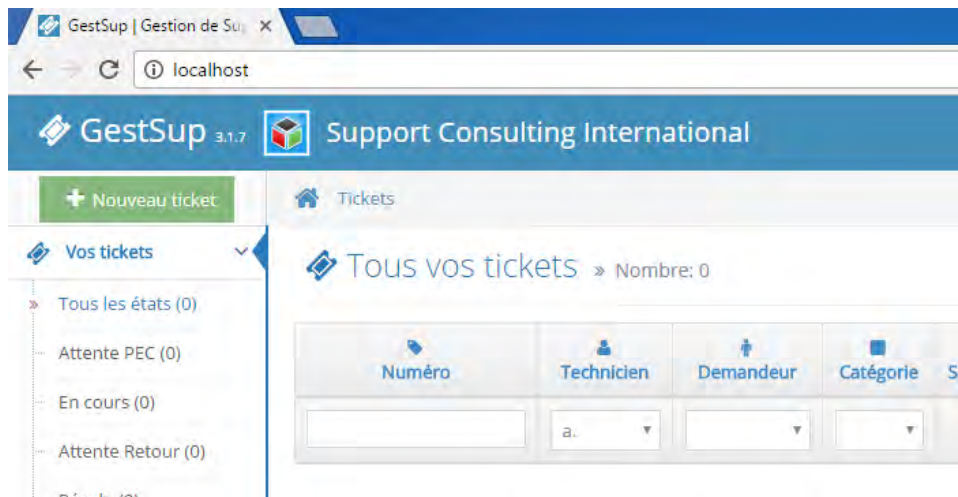 GestSup | Gestion de Su
localhost
GestSup 3.1.7 Support Consulting International
Nouveau ticket
Tickets
Vos tickets
Tous vos tickets » Nombre: 0
» Tous les états (0)
Attente PEC (0)
En cours (0)
Attente Retour (0)
Numéro Technicien Demandeur Catégorie S
a.